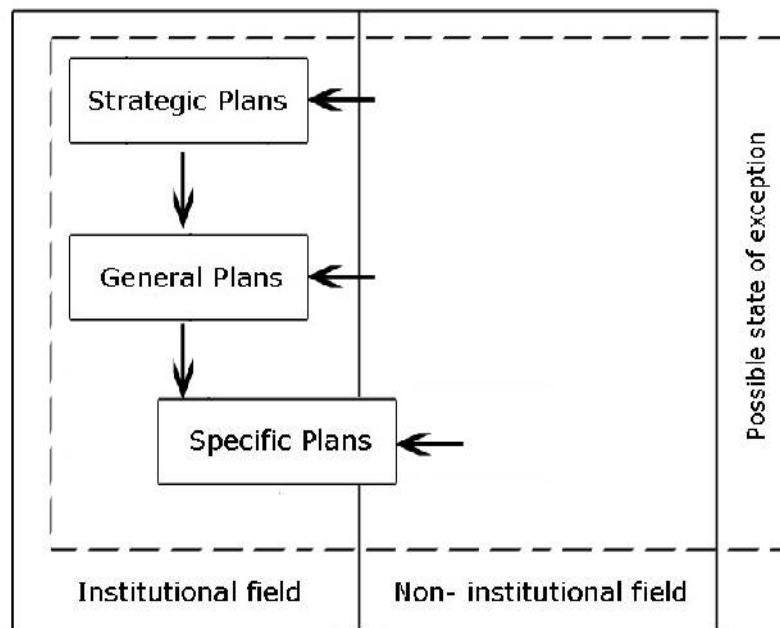 Strategic Plans
General Plans
Specific Plans
Possible state of exception
Institutional field
Non- institutional field